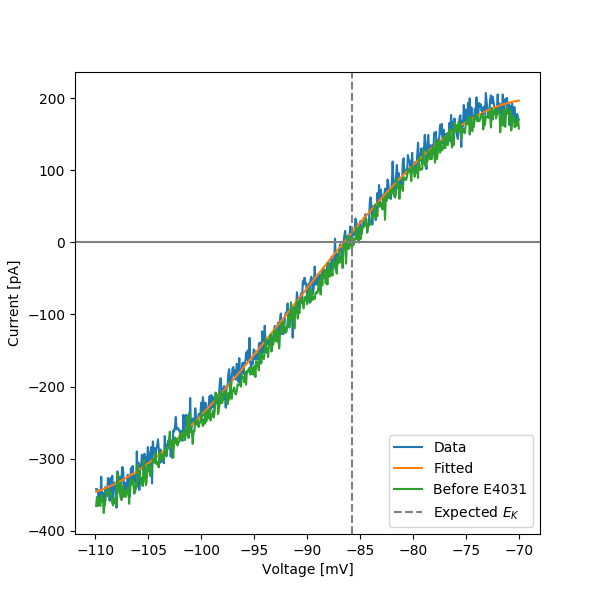 200
100
0
−100
−200
−300
−400
Current [pA]
Data
Fitted
Before E4031
Expected E_K
−110 −105 −100 −95 −90 −85 −80 −75 −70
Voltage [mV]